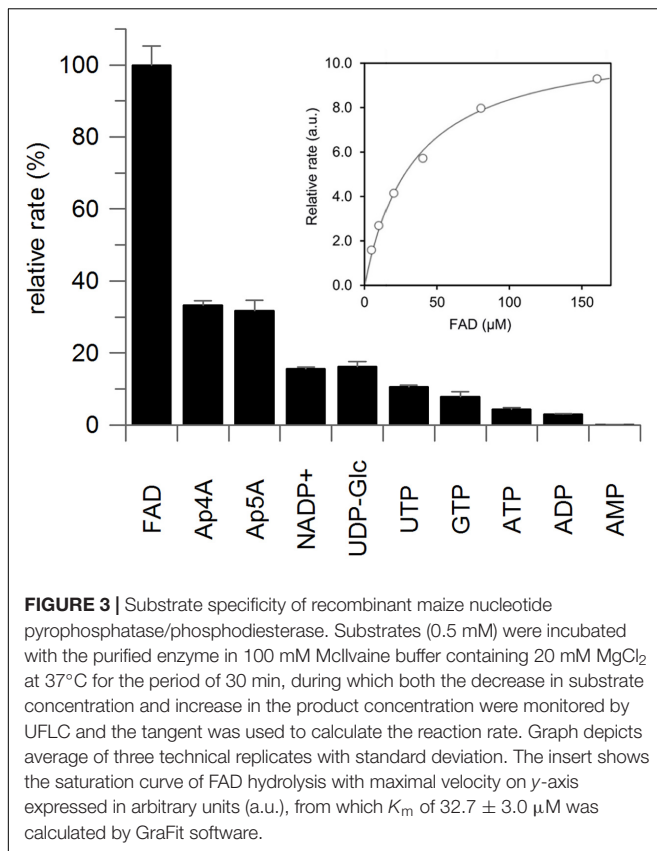 100
80
60
40
20
0
relative rate (%)
10.0
8.0
6.0
4.0
2.0
0.0
Relative rate (a.u.)
0 50 100 150
FAD (µM)
FAD
Ap4A
Ap5A
NADP+
UDP-Glc
UTP
GTP
ATP
ADP
AMP
FIGURE 3 | Substrate specificity of recombinant maize nucleotide
pyrophosphatase/phosphodiesterase. Substrates (0.5 mM) were incubated
with the purified enzyme in 100 mM McIlvaine buffer containing 20 mM MgCl₂
at 37°C for the period of 30 min, during which both the decrease in substrate
concentration and increase in the product concentration were monitored by
UFLC and the tangent was used to calculate the reaction rate. Graph depicts
average of three technical replicates with standard deviation. The insert shows
the saturation curve of FAD hydrolysis with maximal velocity on y-axis
expressed in arbitrary units (a.u.), from which Kₘ of 32.7 ± 3.0 µM was
calculated by GraFit software.